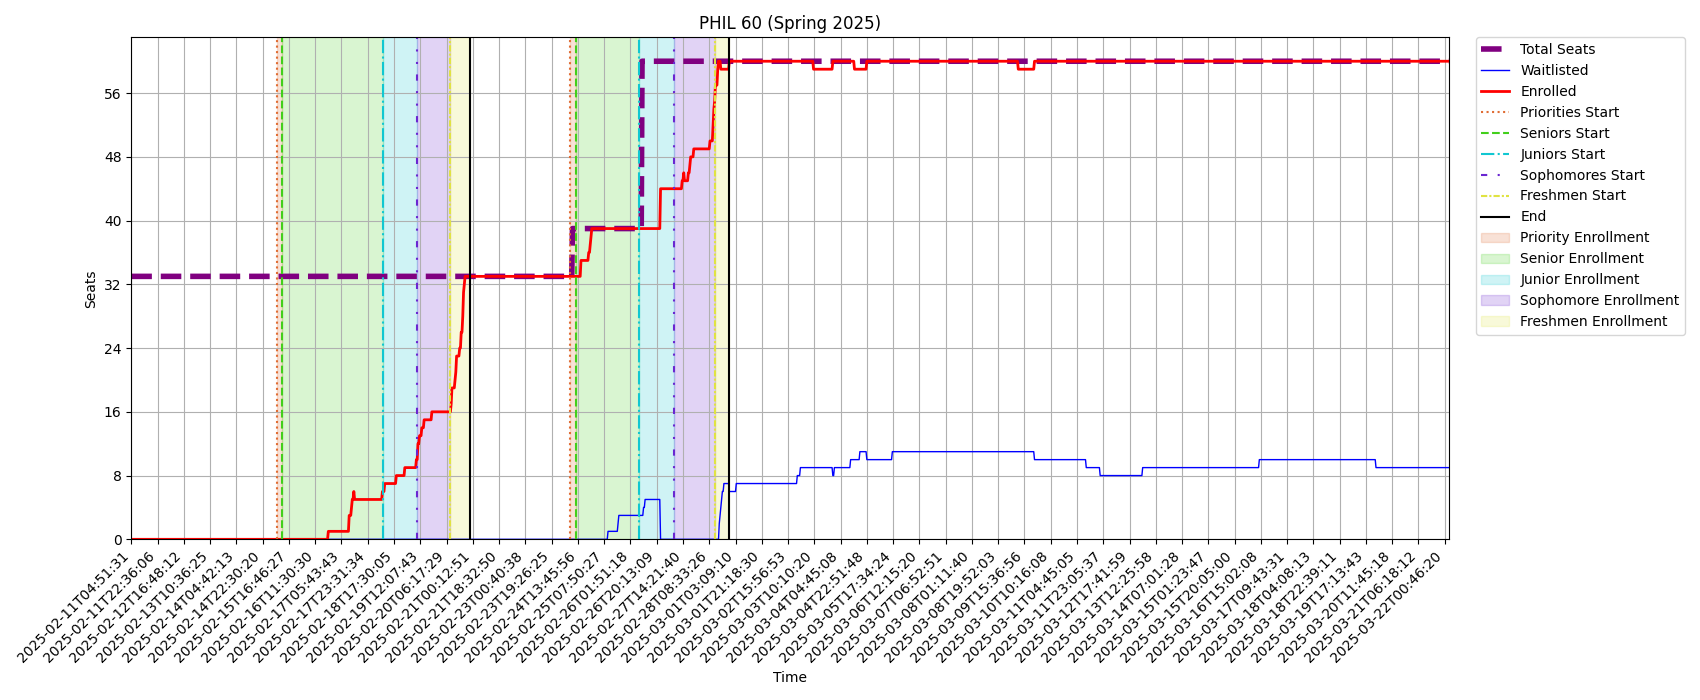 PHIL 60 (Spring 2025)
Total Seats
Waitlisted
Enrolled
Priorities Start
Seniors Start
Juniors Start
Sophomores Start
Freshmen Start
End
Priority Enrollment
Senior Enrollment
Junior Enrollment
Sophomore Enrollment
Freshmen Enrollment
Seats
56
48
40
32
24
16
8
0
2025-02-11T04:51:31
2025-02-11T22:36:06
2025-02-12T16:48:12
2025-02-13T10:36:25
2025-02-14T04:42:13
2025-02-14T22:30:20
2025-02-15T16:46:27
2025-02-16T11:30:30
2025-02-17T05:43:43
2025-02-17T23:31:34
2025-02-18T17:30:05
2025-02-19T12:07:43
2025-02-20T06:17:29
2025-02-21T00:12:51
2025-02-21T18:32:50
2025-02-23T00:40:38
2025-02-23T19:26:25
2025-02-24T13:45:56
2025-02-25T07:50:27
2025-02-26T01:51:18
2025-02-26T20:13:09
2025-02-27T14:21:40
2025-02-28T08:33:26
2025-03-01T03:09:10
2025-03-01T21:18:30
2025-03-02T15:56:53
2025-03-03T10:10:20
2025-03-04T04:45:08
2025-03-04T22:51:48
2025-03-05T17:34:24
2025-03-06T12:15:20
2025-03-07T06:52:51
2025-03-08T01:11:40
2025-03-08T19:52:03
2025-03-09T15:36:56
2025-03-10T10:16:08
2025-03-11T04:45:05
2025-03-11T23:05:37
2025-03-12T17:41:59
2025-03-13T12:25:58
2025-03-14T07:01:28
2025-03-15T01:23:47
2025-03-15T20:05:00
2025-03-16T15:02:08
2025-03-17T09:43:31
2025-03-18T04:08:13
2025-03-18T22:39:11
2025-03-19T17:13:43
2025-03-20T11:45:18
2025-03-21T06:18:12
2025-03-22T00:46:20
Time